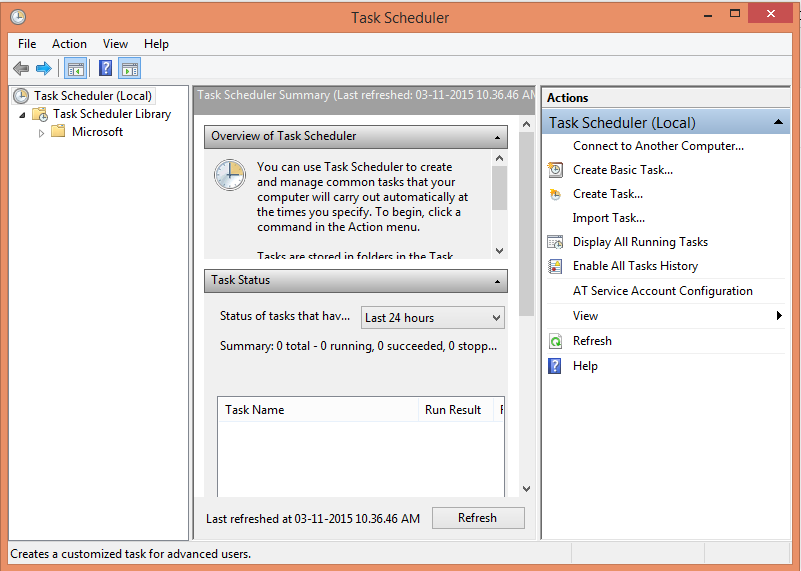 Task Scheduler
File Action View Help
Task Scheduler (Local)
Task Scheduler Library
Microsoft
Task Scheduler Summary (Last refreshed: 03-11-2015 10.36.46 AM
Overview of Task Scheduler
You can use Task Scheduler to create
and manage common tasks that your
computer will carry out automatically at
the times you specify. To begin, click a
command in the Action menu.
Tasks are stored in folders in the Task
Task Status
Status of tasks that hav... Last 24 hours
Summary: 0 total - 0 running, 0 succeeded, 0 stopp...
Task Name Run Result
Last refreshed at 03-11-2015 10.36.46 AM Refresh
Actions
Task Scheduler (Local)
Connect to Another Computer...
Create Basic Task...
Create Task...
Import Task...
Display All Running Tasks
Enable All Tasks History
AT Service Account Configuration
View
Refresh
Help
Creates a customized task for advanced users.